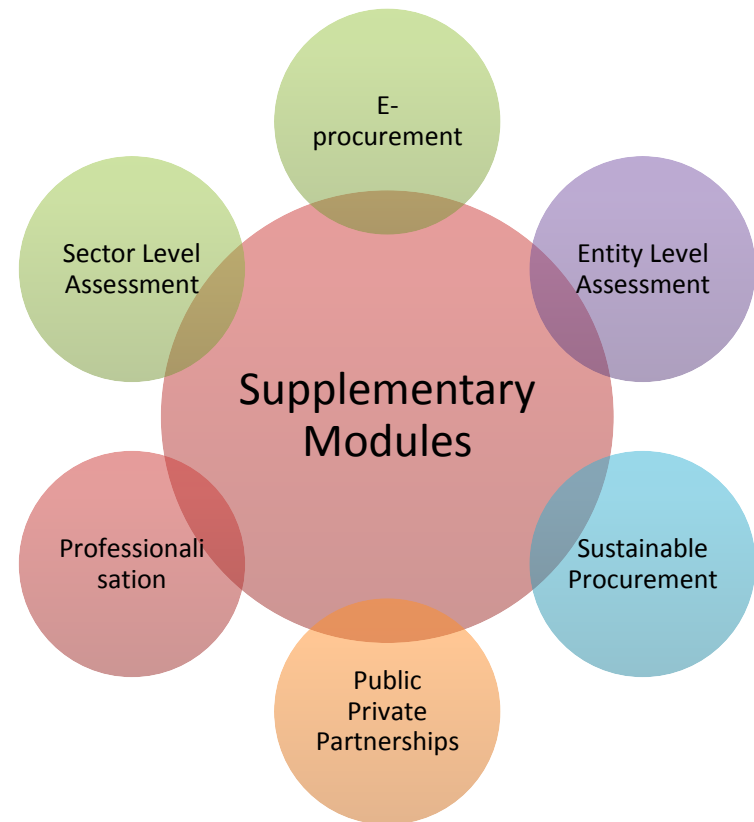 E-
procurement
Sector Level
Assessment
Entity Level
Assessment
Supplementary
Modules
Professionali
sation
Sustainable
Procurement
Public
Private
Partnerships